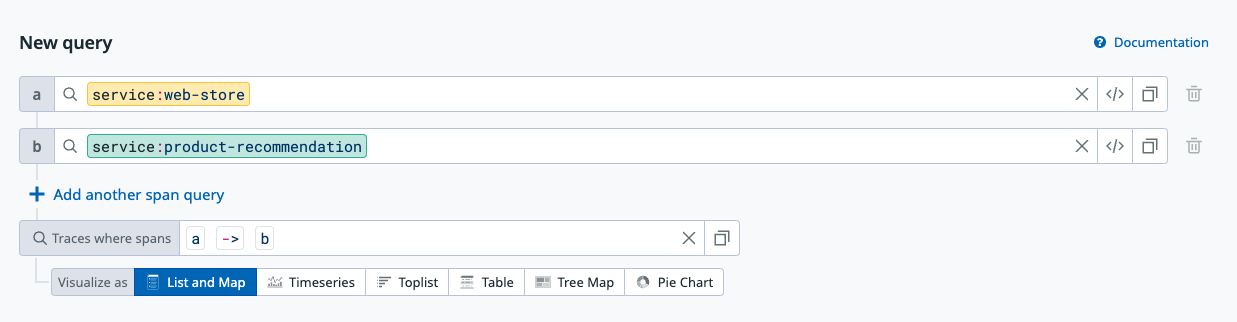 New query
Documentation
a service:web-store </>
b service:product-recommendation </>
+ Add another span query
Traces where spans a -> b
Visualize as List and Map Timeseries Toplist Table Tree Map Pie Chart